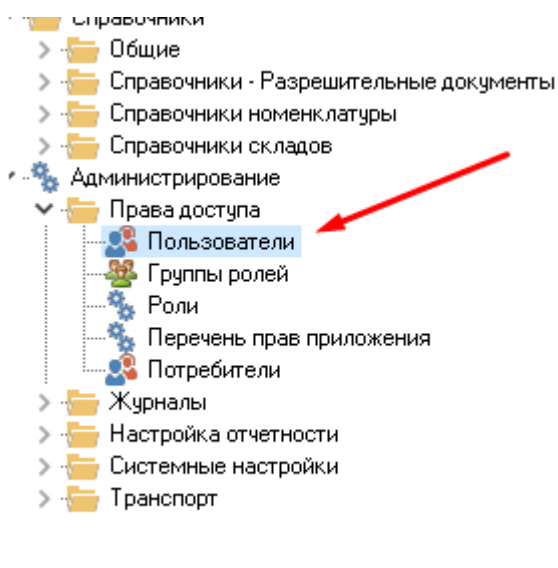 Справочники
Общие
Справочники - Разрешительные документы
Справочники номенклатуры
Справочники складов
Администрирование
Права доступа
Пользователи
Группы ролей
Роли
Перечень прав приложения
Потребители
Журналы
Настройка отчетности
Системные настройки
Транспорт